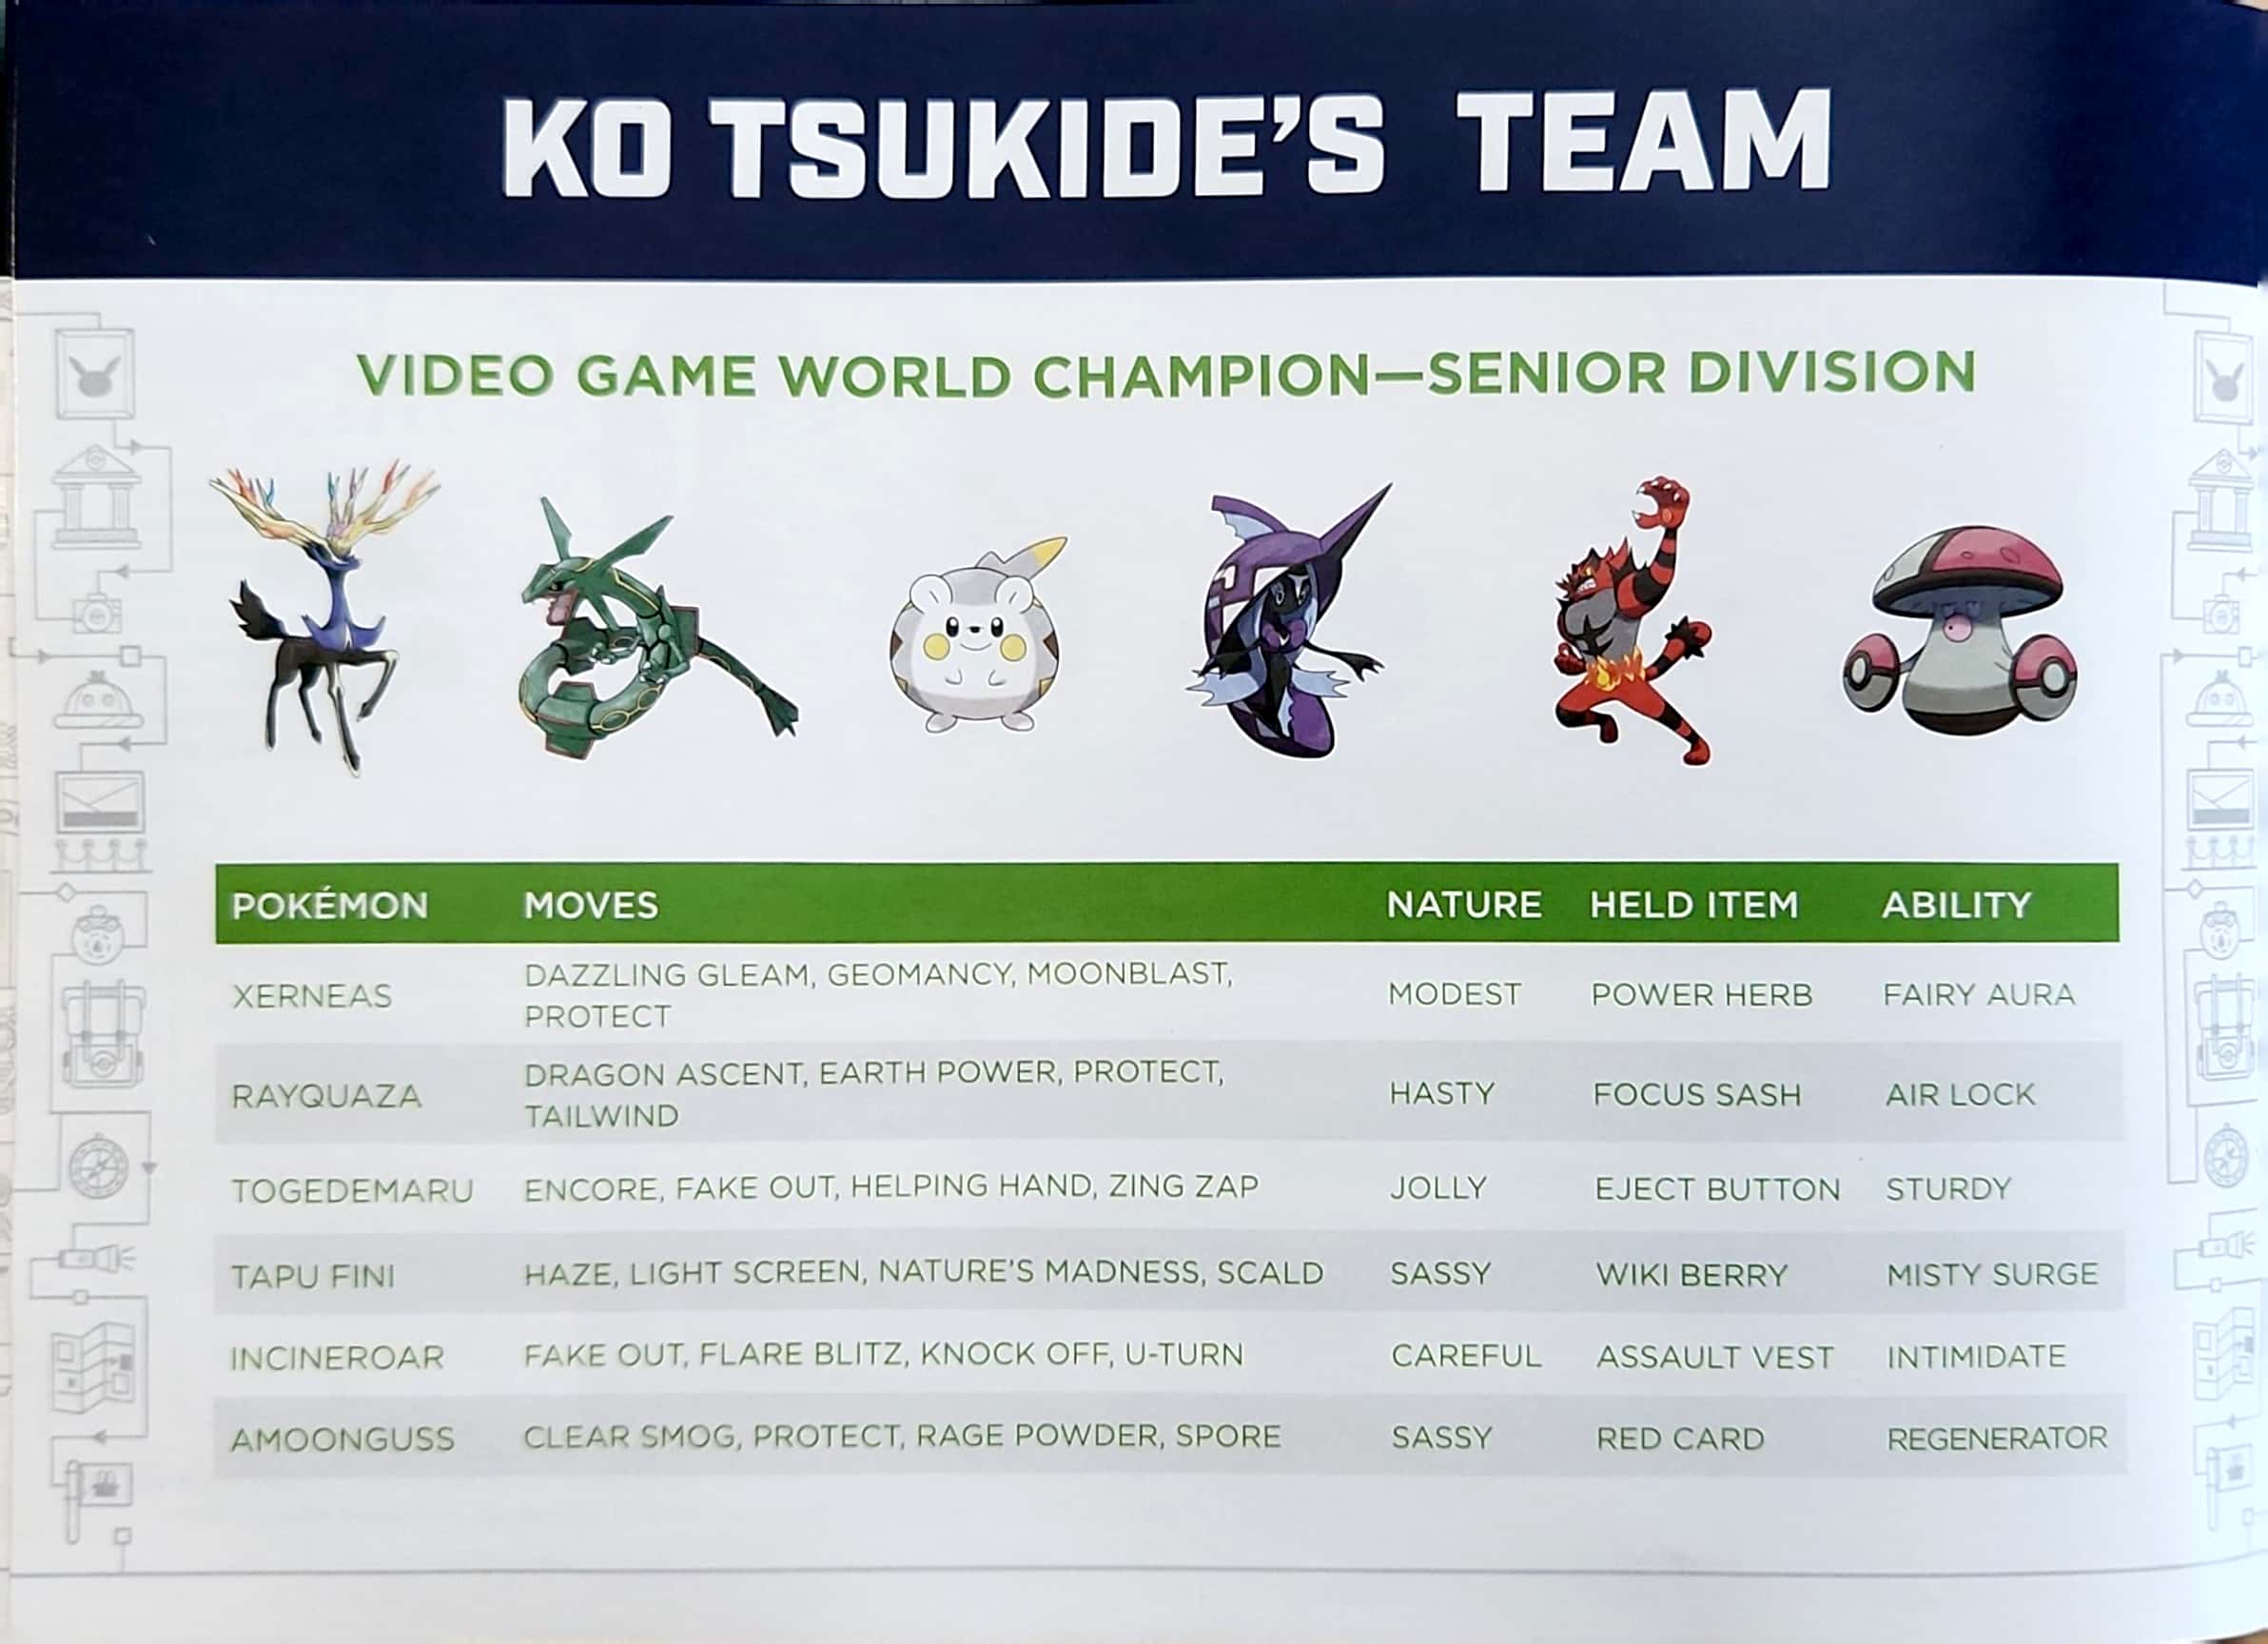 KO TSUKIDE'S TEAM
VIDEO GAME WORLD CHAMPION—SENIOR DIVISION
POKÉMON MOVES NATURE HELD ITEM ABILITY
XERNEAS DAZZLING GLEAM, GEOMANCY, MOONBLAST, PROTECT MODEST POWER HERB FAIRY AURA
RAYQUAZA DRAGON ASCENT, EARTH POWER, PROTECT, TAILWIND HASTY FOCUS SASH AIR LOCK
TOGEDEMARU ENCORE, FAKE OUT, HELPING HAND, ZING ZAP JOLLY EJECT BUTTON STURDY
TAPU FINI HAZE, LIGHT SCREEN, NATURE'S MADNESS, SCALD SASSY WIKI BERRY MISTY SURGE
INCINEROAR FAKE OUT, FLARE BLITZ, KNOCK OFF, U-TURN CAREFUL ASSAULT VEST INTIMIDATE
AMOONGUSS CLEAR SMOG, PROTECT, RAGE POWDER, SPORE SASSY RED CARD REGENERATOR